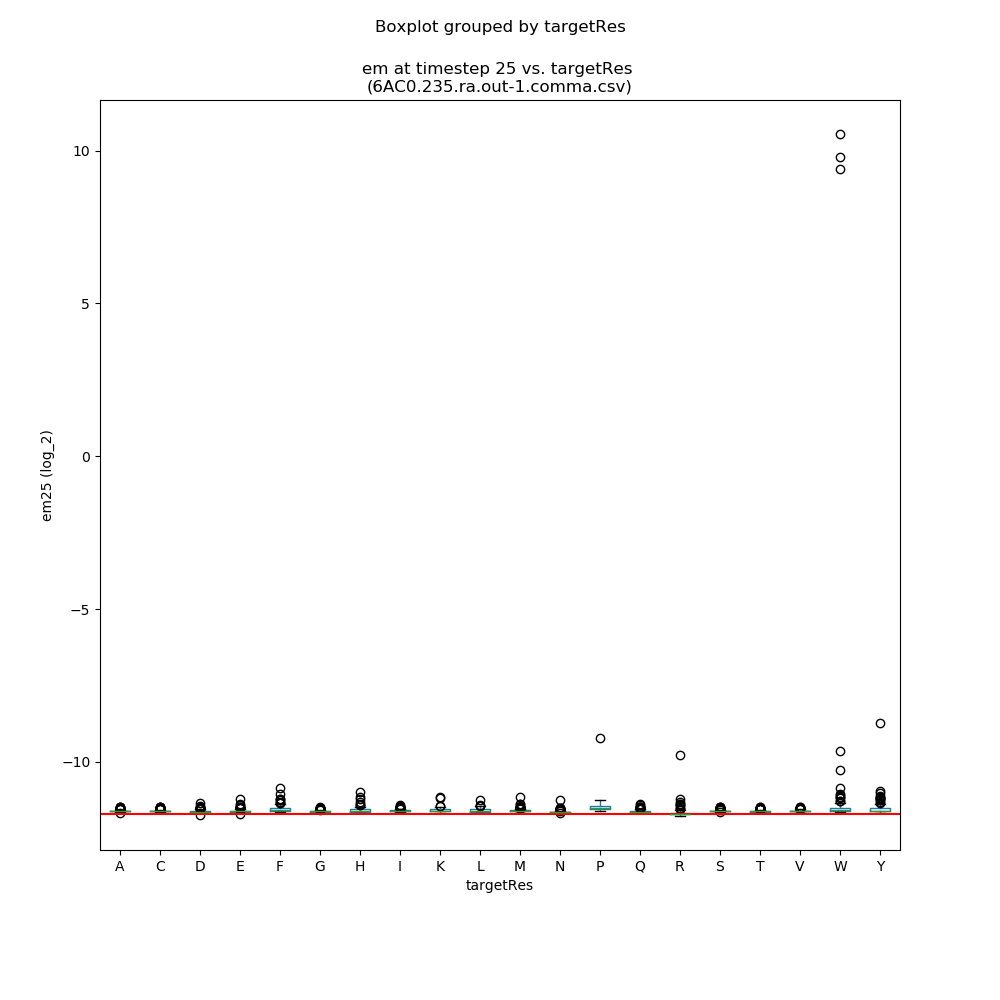 Boxplot grouped by targetRes
em at timestep 25 vs. targetRes
(6AC0.235.ra.out-1.comma.csv)
10
5
0
−5
−10
em25 (log_2)
A C D E F G H I K L M N P Q R S T V W Y
targetRes